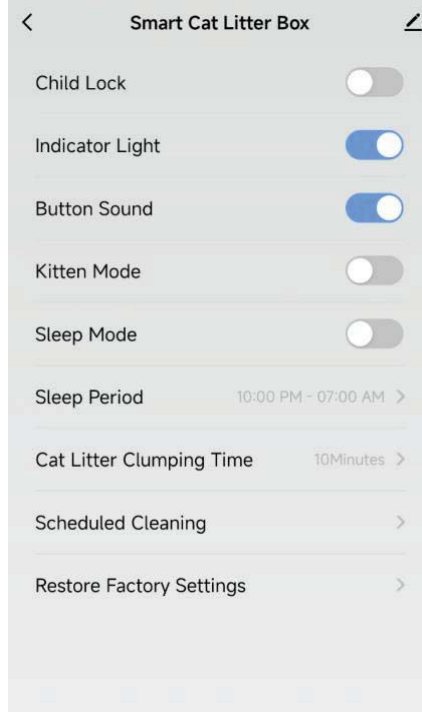 Smart Cat Litter Box
Child Lock
Indicator Light
Button Sound
Kitten Mode
Sleep Mode
Sleep Period 10:00 PM - 07:00 AM
Cat Litter Clumping Time 10Minutes
Scheduled Cleaning
Restore Factory Settings